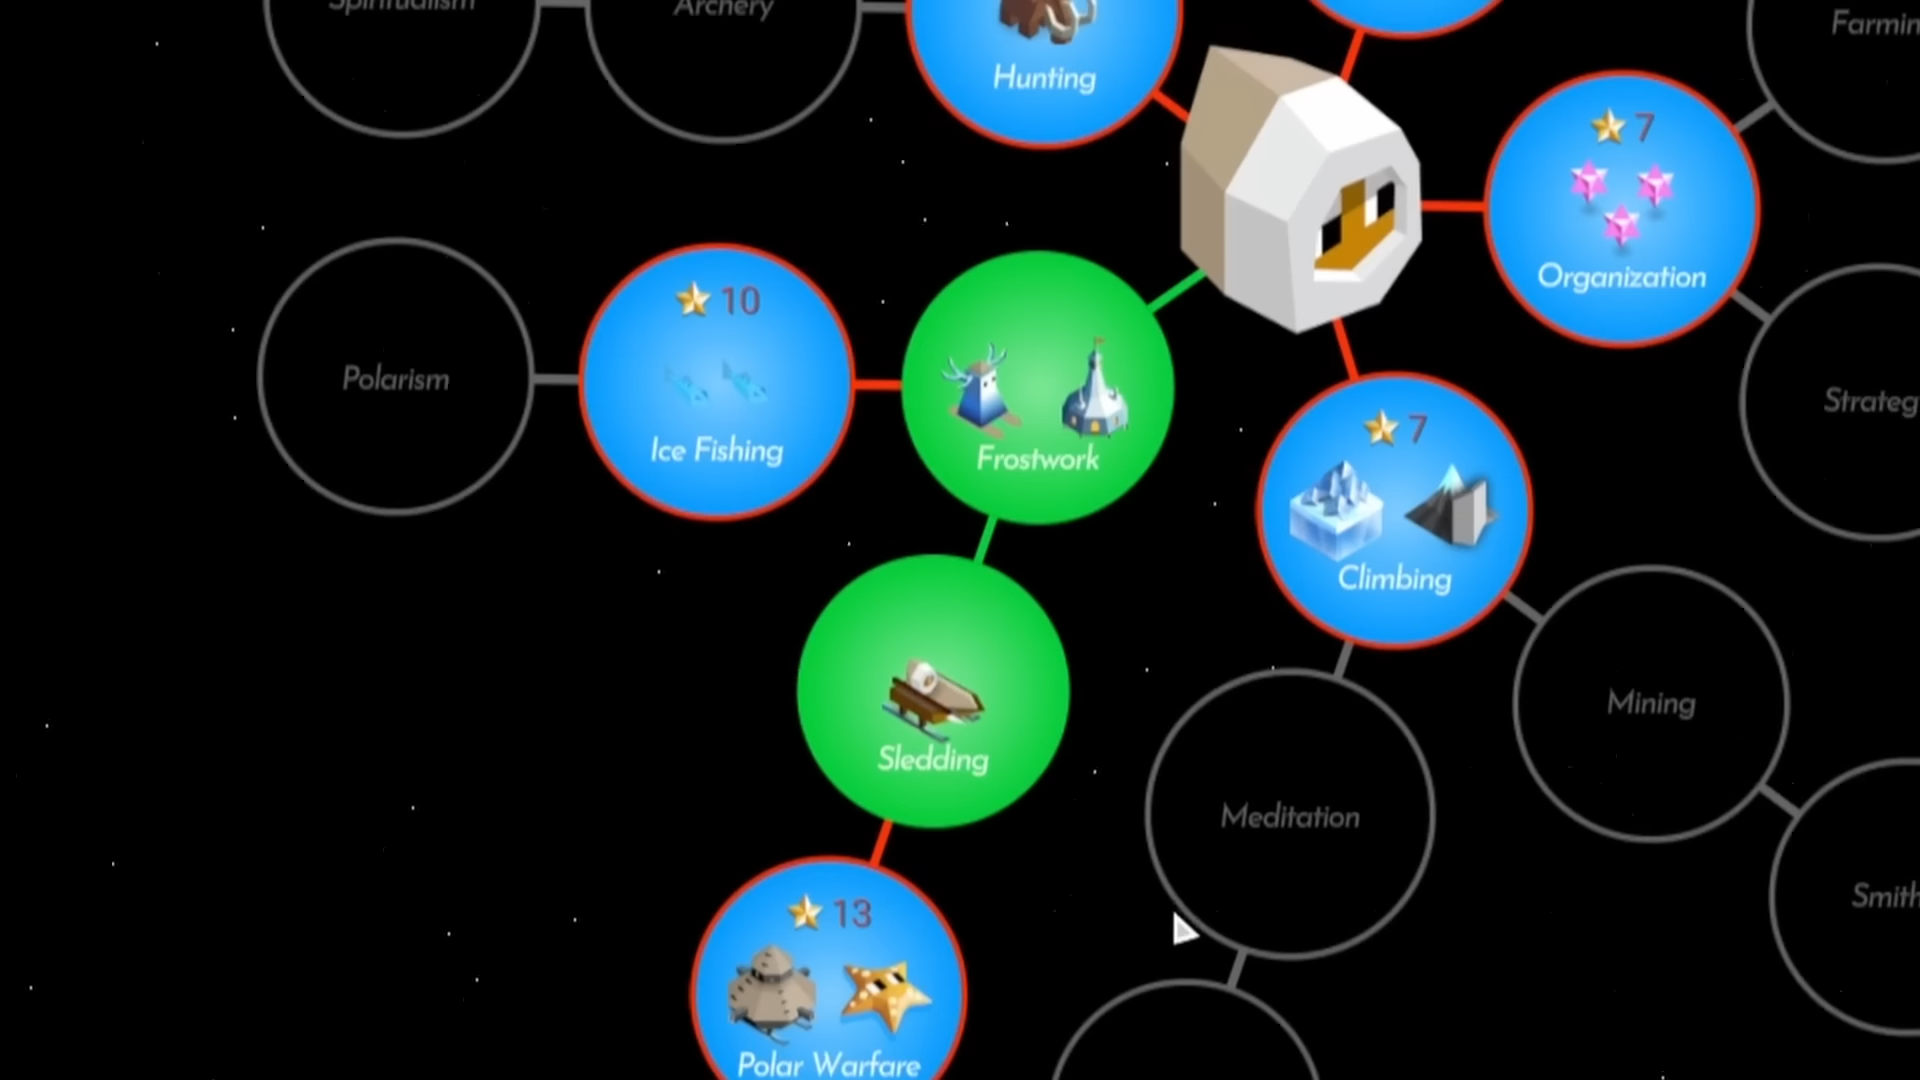 Spiritualism
Archery
Farmin
Hunting
7
Organization
10
Polarism
Ice Fishing
Frostwork
Strateg
7
Climbing
Sledding
Mining
Meditation
Smith
13
Polar Warfare